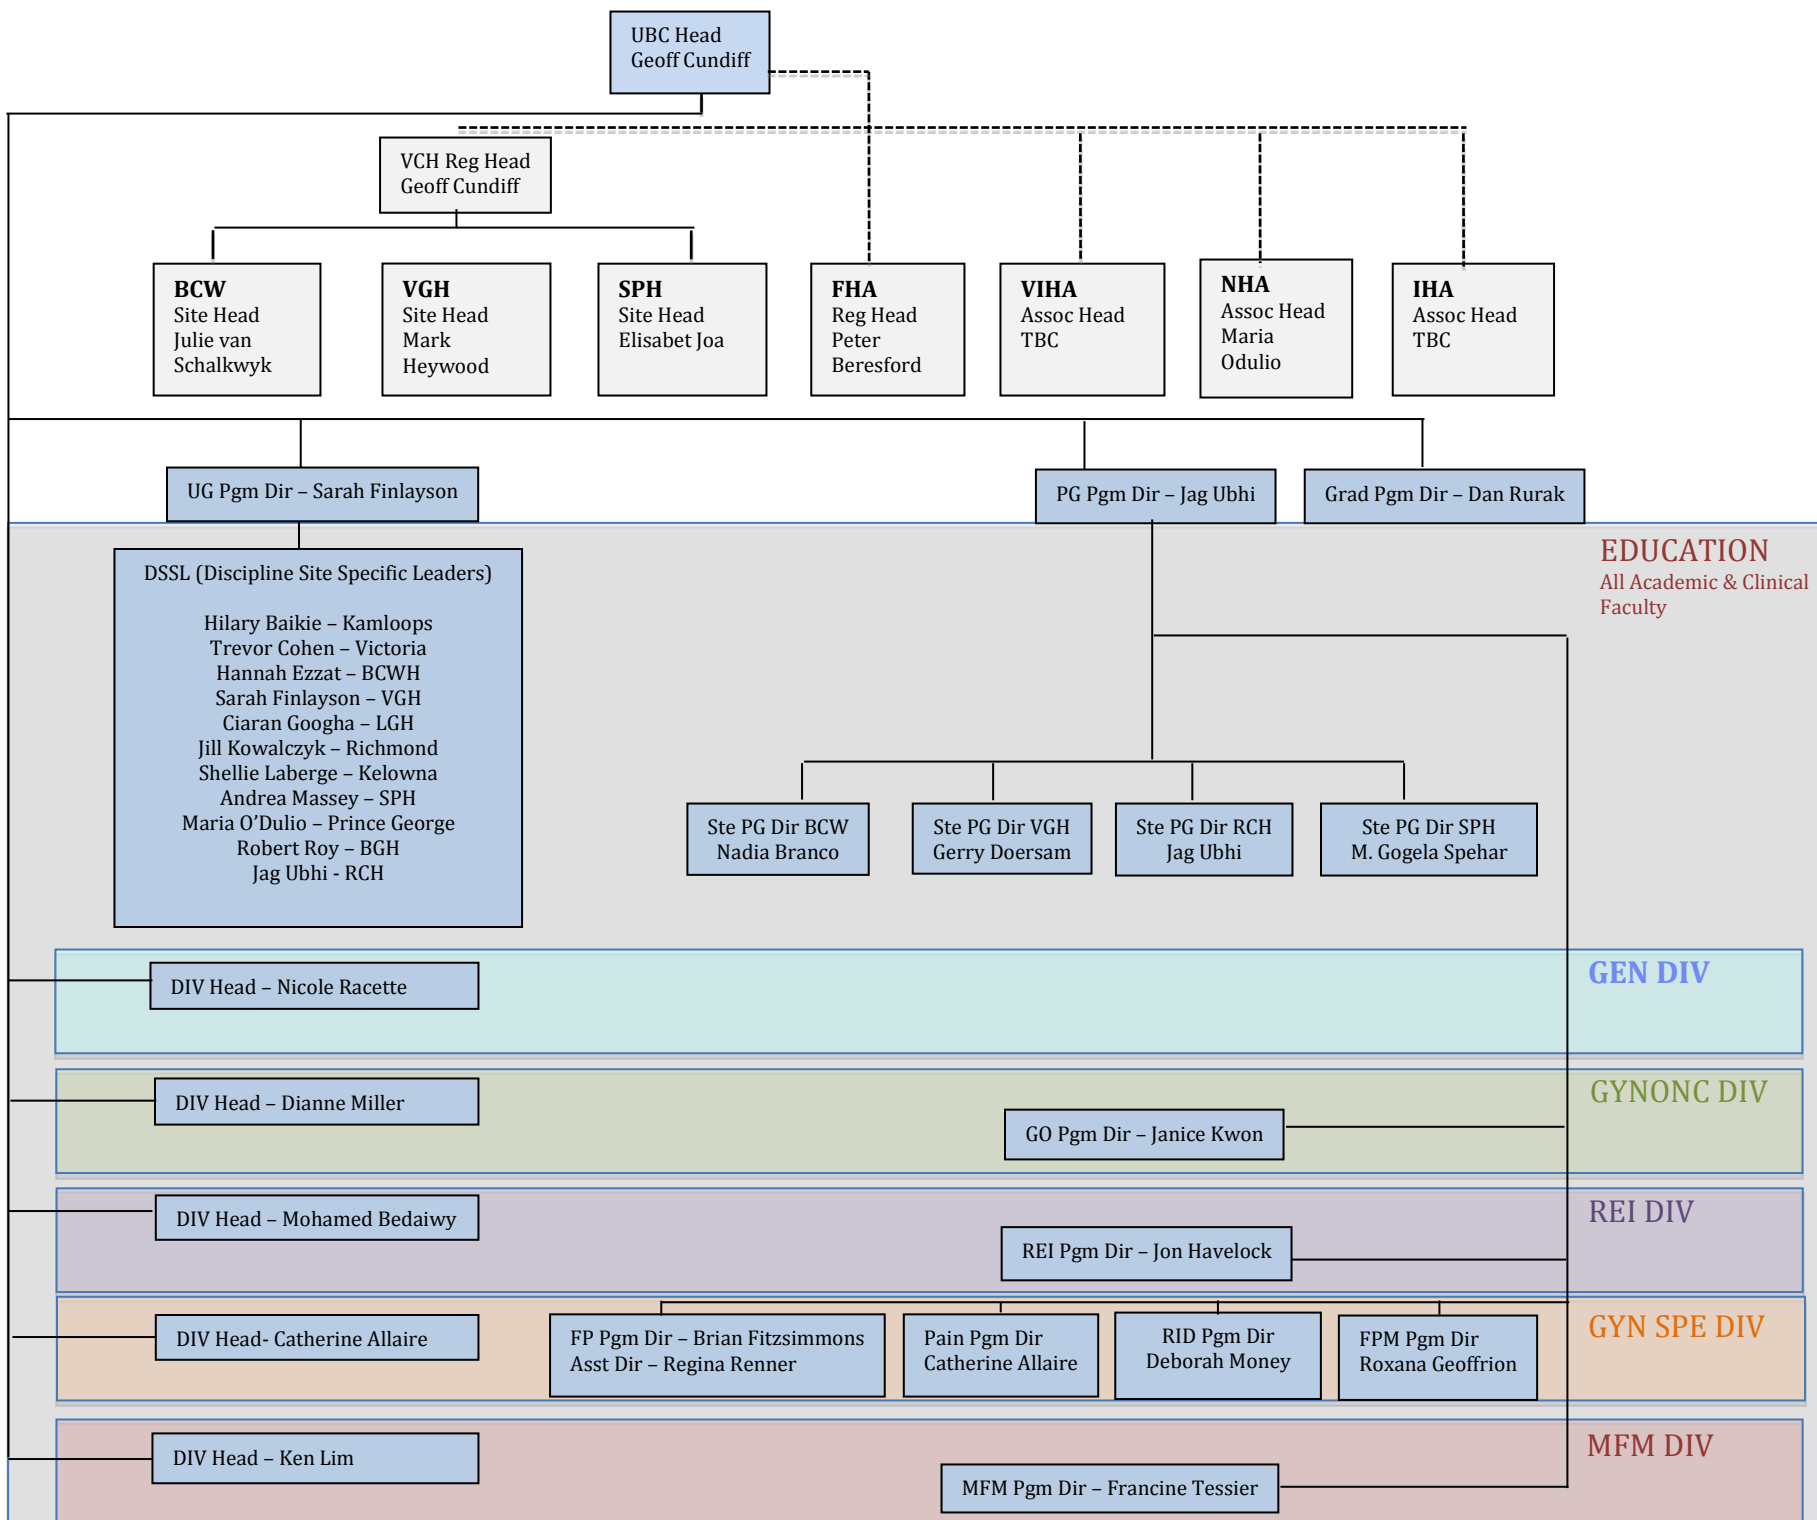 UBC Head
Geoff Cundiff
VCH Reg Head
Geoff Cundiff
BCW
Site Head
Julie van
Schalkwyk
VGH
Site Head
Mark
Heywood
SPH
Site Head
Elisabet Joa
FHA
Reg Head
Peter
Beresford
VIHA
Assoc Head
TBC
NHA
Assoc Head
Maria
Odulio
IHA
Assoc Head
TBC
UG Pgm Dir – Sarah Finlayson
PG Pgm Dir – Jag Ubhi
Grad Pgm Dir – Dan Rurak
EDUCATION
All Academic & Clinical
Faculty
DSSL (Discipline Site Specific Leaders)
Hilary Baikie – Kamloops
Trevor Cohen – Victoria
Hannah Ezzat – BCWH
Sarah Finlayson – VGH
Ciaran Googha – LGH
Jill Kowalczyk – Richmond
Shellie Laberge – Kelowna
Andrea Massey – SPH
Maria O’Dulio – Prince George
Robert Roy – BGH
Jag Ubhi - RCH
Ste PG Dir BCW
Nadia Branco
Ste PG Dir VGH
Gerry Doersam
Ste PG Dir RCH
Jag Ubhi
Ste PG Dir SPH
M. Gogela Spehar
GEN DIV
DIV Head – Nicole Racette
GYNONC DIV
DIV Head – Dianne Miller
GO Pgm Dir – Janice Kwon
REI DIV
DIV Head – Mohamed Bedaiwy
REI Pgm Dir – Jon Havelock
GYN SPE DIV
DIV Head- Catherine Allaire
FP Pgm Dir – Brian Fitzsimmons
Asst Dir – Regina Renner
Pain Pgm Dir
Catherine Allaire
RID Pgm Dir
Deborah Money
FPM Pgm Dir
Roxana Geoffrion
MFM DIV
DIV Head – Ken Lim
MFM Pgm Dir – Francine Tessier